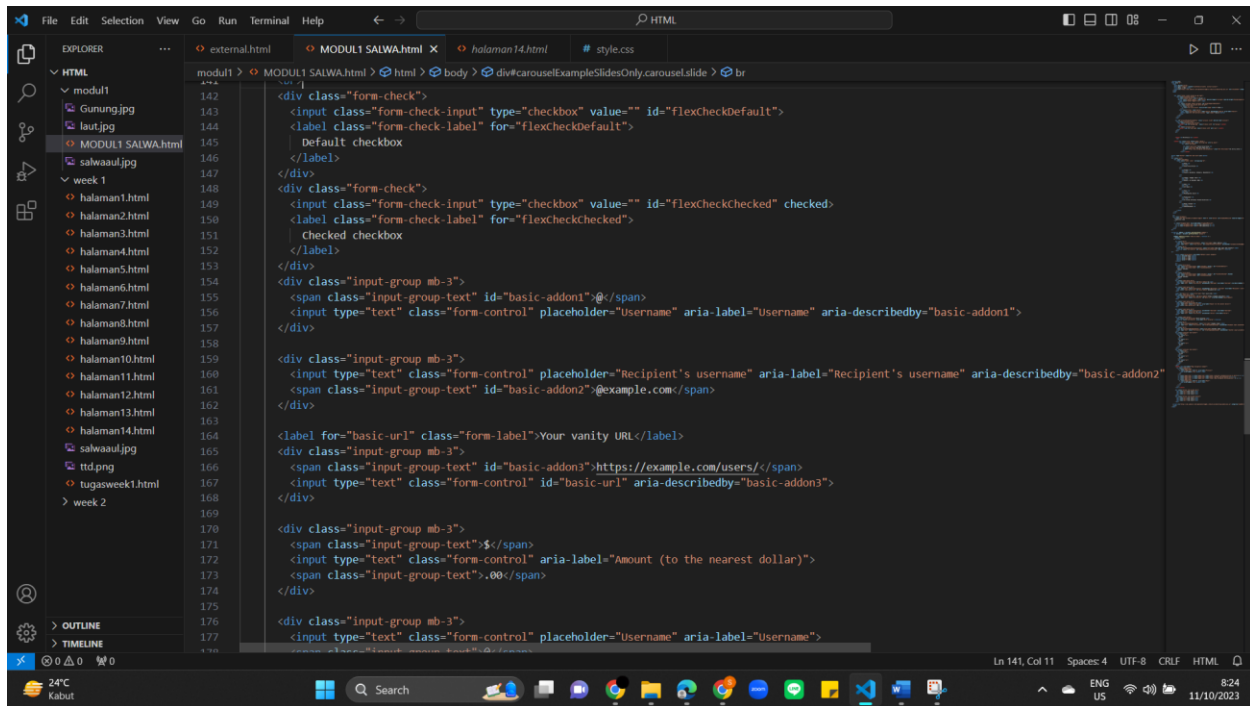 File Edit Selection View Go Run Terminal Help
HTML
EXPLORER
external.html
MODUL1 SALWA.html
halaman14.html
style.css
HTML
modul1
Gunung.jpg
laut.jpg
MODUL1 SALWA.html
salwaaul.jpg
week 1
halaman1.html
halaman2.html
halaman3.html
halaman4.html
halaman5.html
halaman6.html
halaman7.html
halaman8.html
halaman9.html
halaman10.html
halaman11.html
halaman12.html
halaman13.html
halaman14.html
salwaaul.jpg
ttd.png
tugasweek1.html
week 2
OUTLINE
TIMELINE
modul1 > MODUL1 SALWA.html > html > body > div#carouselExampleSlidesOnly.carousel.slide > br
141 <br>
142 <div class="form-check">
143 <input class="form-check-input" type="checkbox" value="" id="flexCheckDefault">
144 <label class="form-check-label" for="flexCheckDefault">
145 Default checkbox
146 </label>
147 </div>
148 <div class="form-check">
149 <input class="form-check-input" type="checkbox" value="" id="flexCheckChecked" checked>
150 <label class="form-check-label" for="flexCheckChecked">
151 Checked checkbox
152 </label>
153 </div>
154 <div class="input-group mb-3">
155 <span class="input-group-text" id="basic-addon1">@</span>
156 <input type="text" class="form-control" placeholder="Username" aria-label="Username" aria-describedby="basic-addon1">
157 </div>
158
159 <div class="input-group mb-3">
160 <input type="text" class="form-control" placeholder="Recipient's username" aria-label="Recipient's username" aria-describedby="basic-addon2"
161 <span class="input-group-text" id="basic-addon2">@example.com</span>
162 </div>
163
164 <label for="basic-url" class="form-label">Your vanity URL</label>
165 <div class="input-group mb-3">
166 <span class="input-group-text" id="basic-addon3">https://example.com/users/</span>
167 <input type="text" class="form-control" id="basic-url" aria-describedby="basic-addon3">
168 </div>
169
170 <div class="input-group mb-3">
171 <span class="input-group-text">$</span>
172 <input type="text" class="form-control" aria-label="Amount (to the nearest dollar)">
173 <span class="input-group-text">.00</span>
174 </div>
175
176 <div class="input-group mb-3">
177 <input type="text" class="form-control" placeholder="Username" aria-label="Username">
178 <span class="input-group-text">@</span>
0 0 0
Ln 141, Col 11 Spaces: 4 UTF-8 CRLF HTML
24°C
Kabut
Search
zoom
ENG
US
8:24
11/10/2023